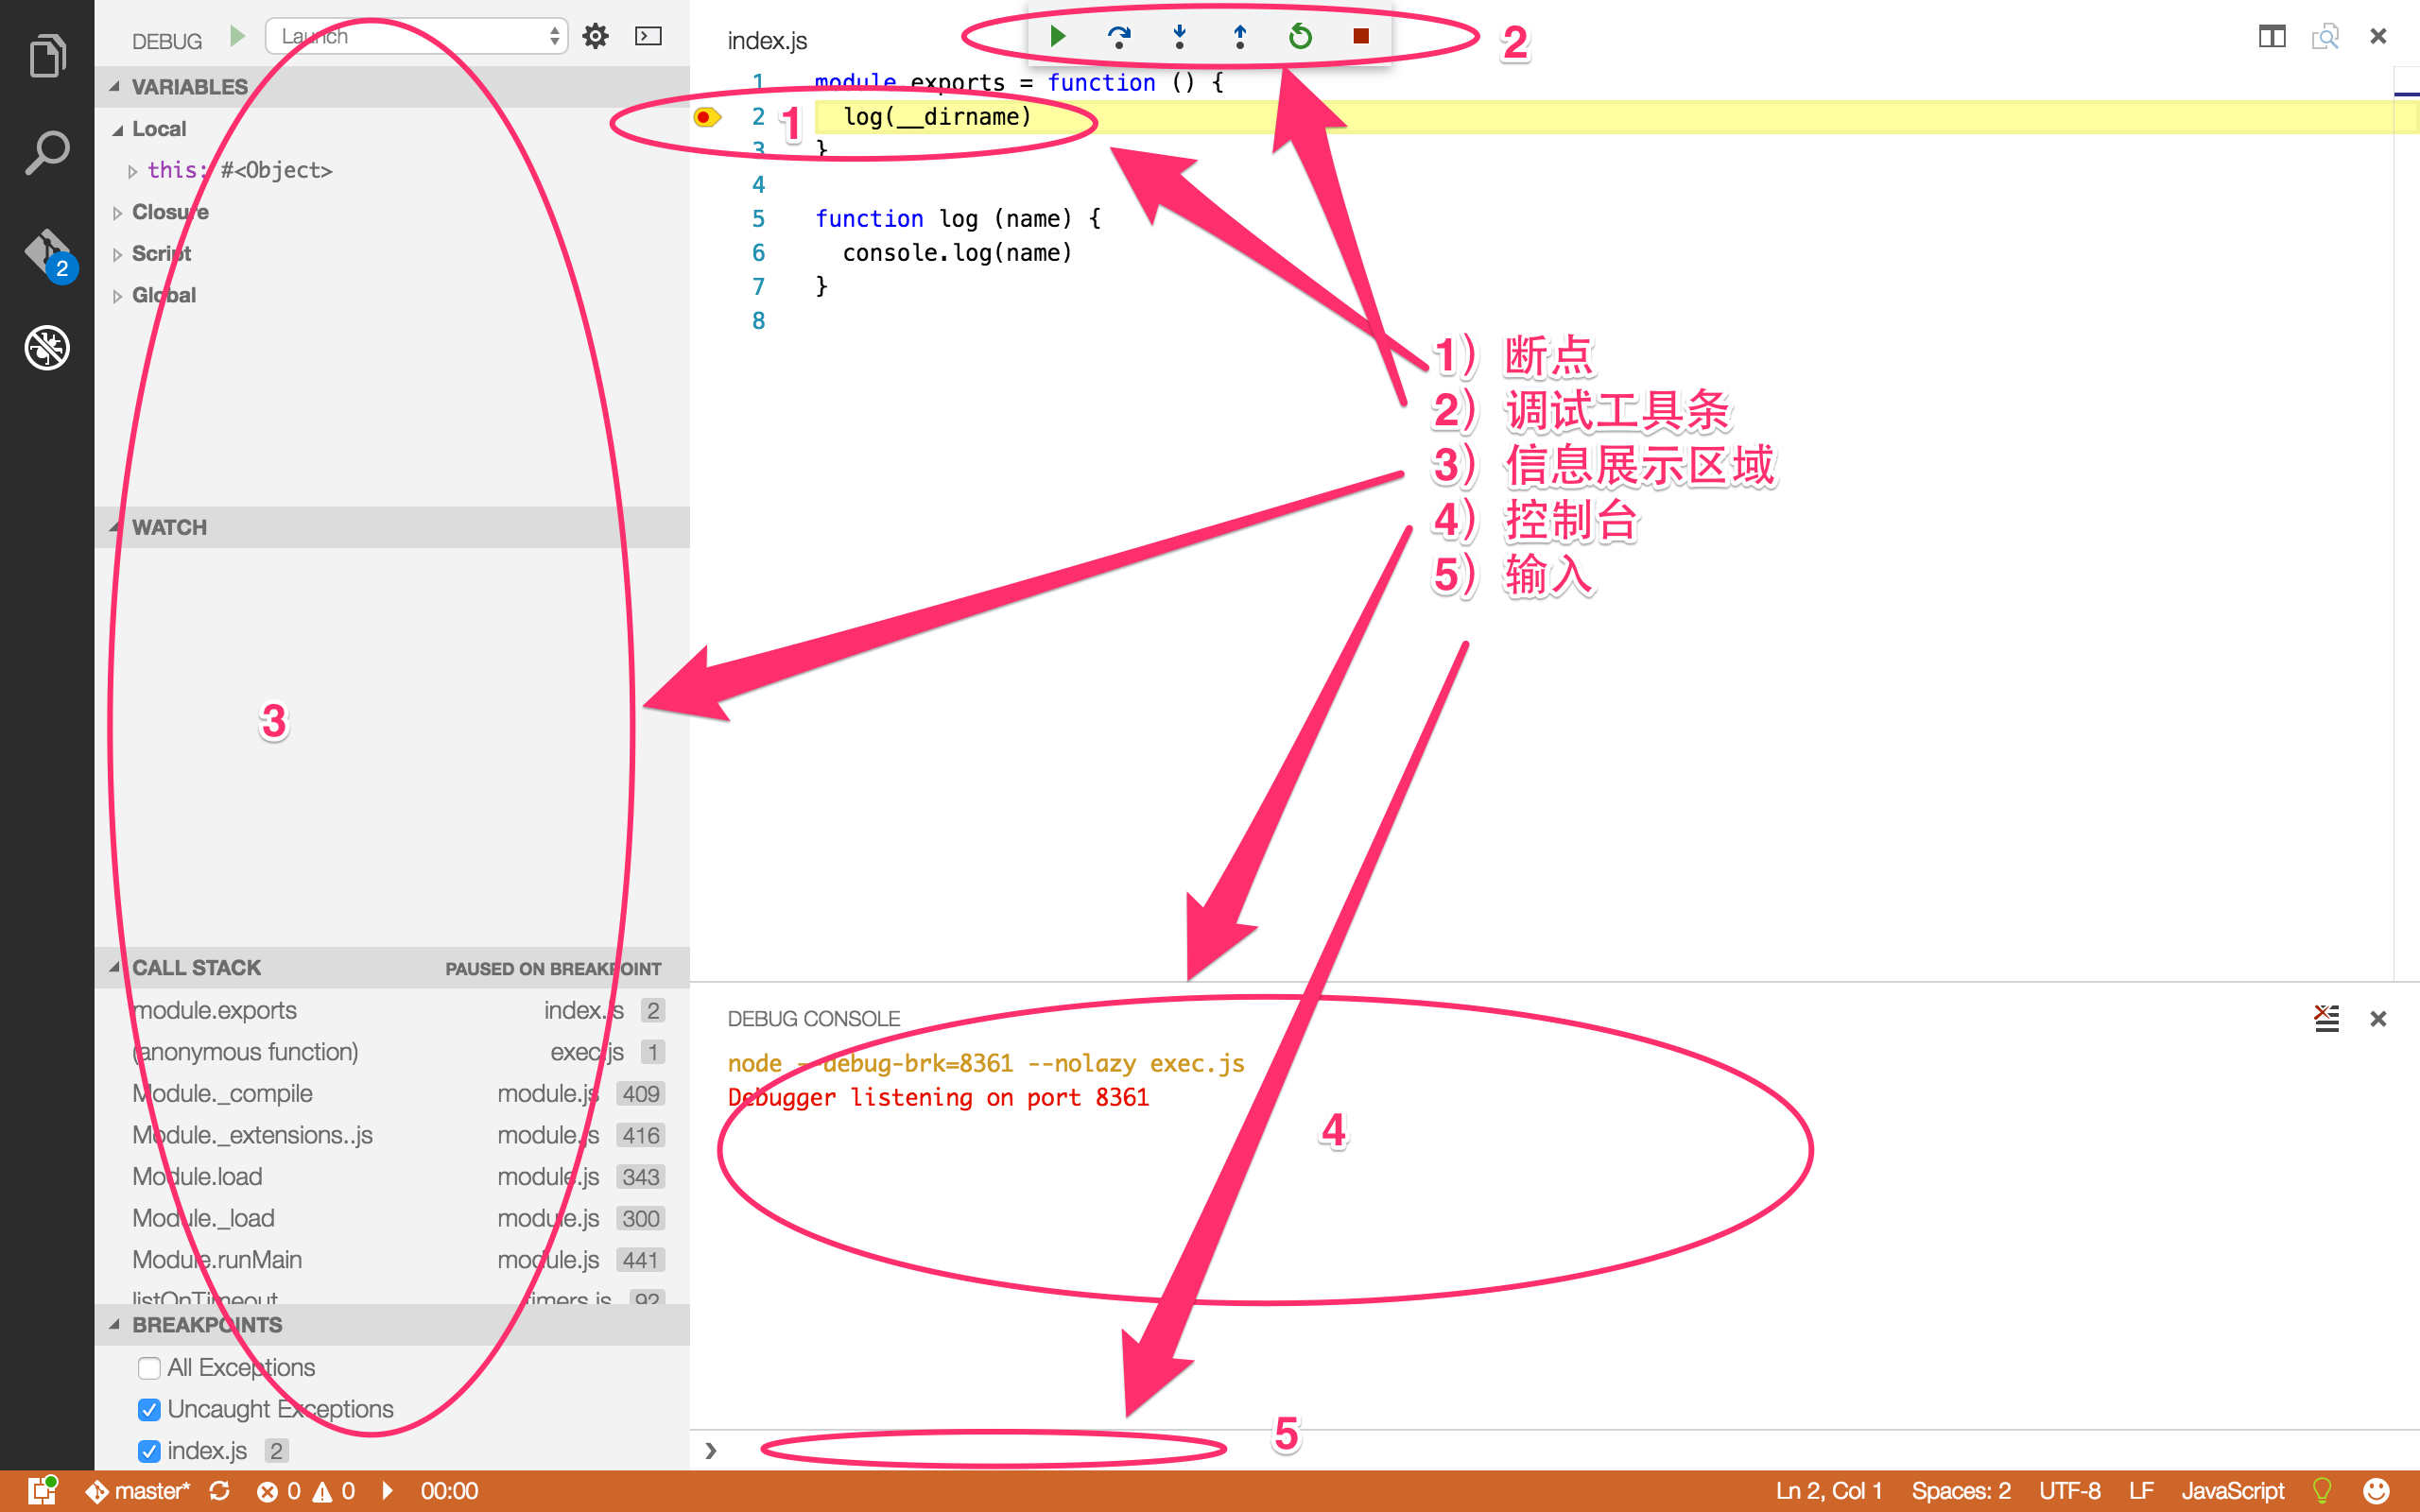 DEBUG Launch
VARIABLES
Local
this: #<Object>
Closure
Script
Global
WATCH
3
CALL STACK PAUSED ON BREAKPOINT
module.exports index.js 2
(anonymous function) exec.js 1
Module._compile module.js 409
Module._extensions..js module.js 416
Module.load module.js 343
Module._load module.js 300
Module.runMain module.js 441
listOnTimeout timers.js 92
BREAKPOINTS
All Exceptions
Uncaught Exceptions
index.js 2
2
index.js
2
1 module.exports = function () {
2 log(__dirname)
1
3 }
4
5 function log (name) {
6 console.log(name)
7 }
8
1）断点
2）调试工具条
3）信息展示区域
4）控制台
5）输入
DEBUG CONSOLE
node --debug-brk=8361 --nolazy exec.js
Debugger listening on port 8361
4
5
master* 0 0 00:00 Ln 2, Col 1 Spaces: 2 UTF-8 LF JavaScript